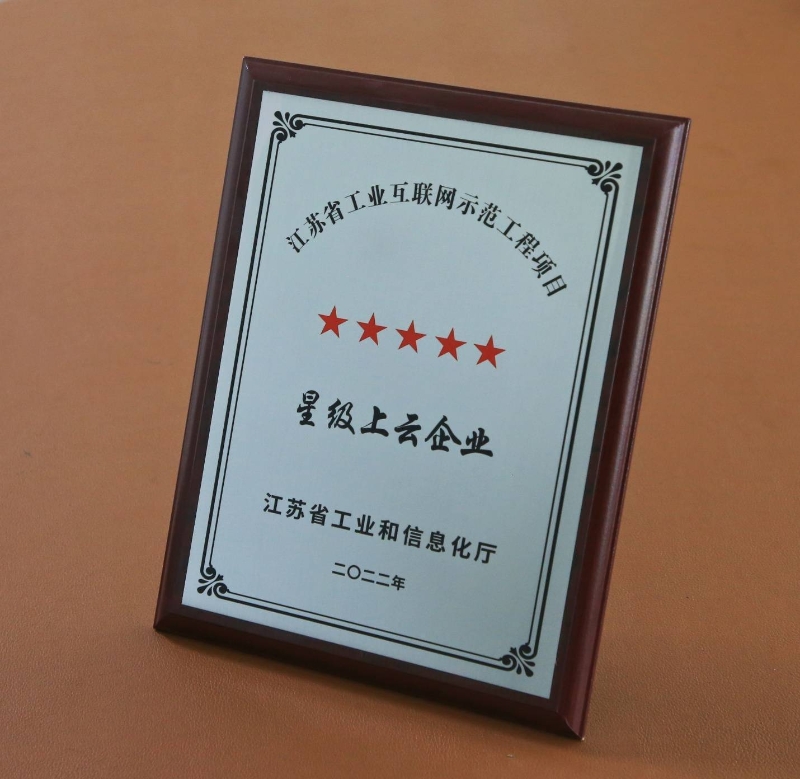 江苏省工业互联网示范工程项目
★★★★★
星级上云企业
江苏省工业和信息化厅
二〇二二年